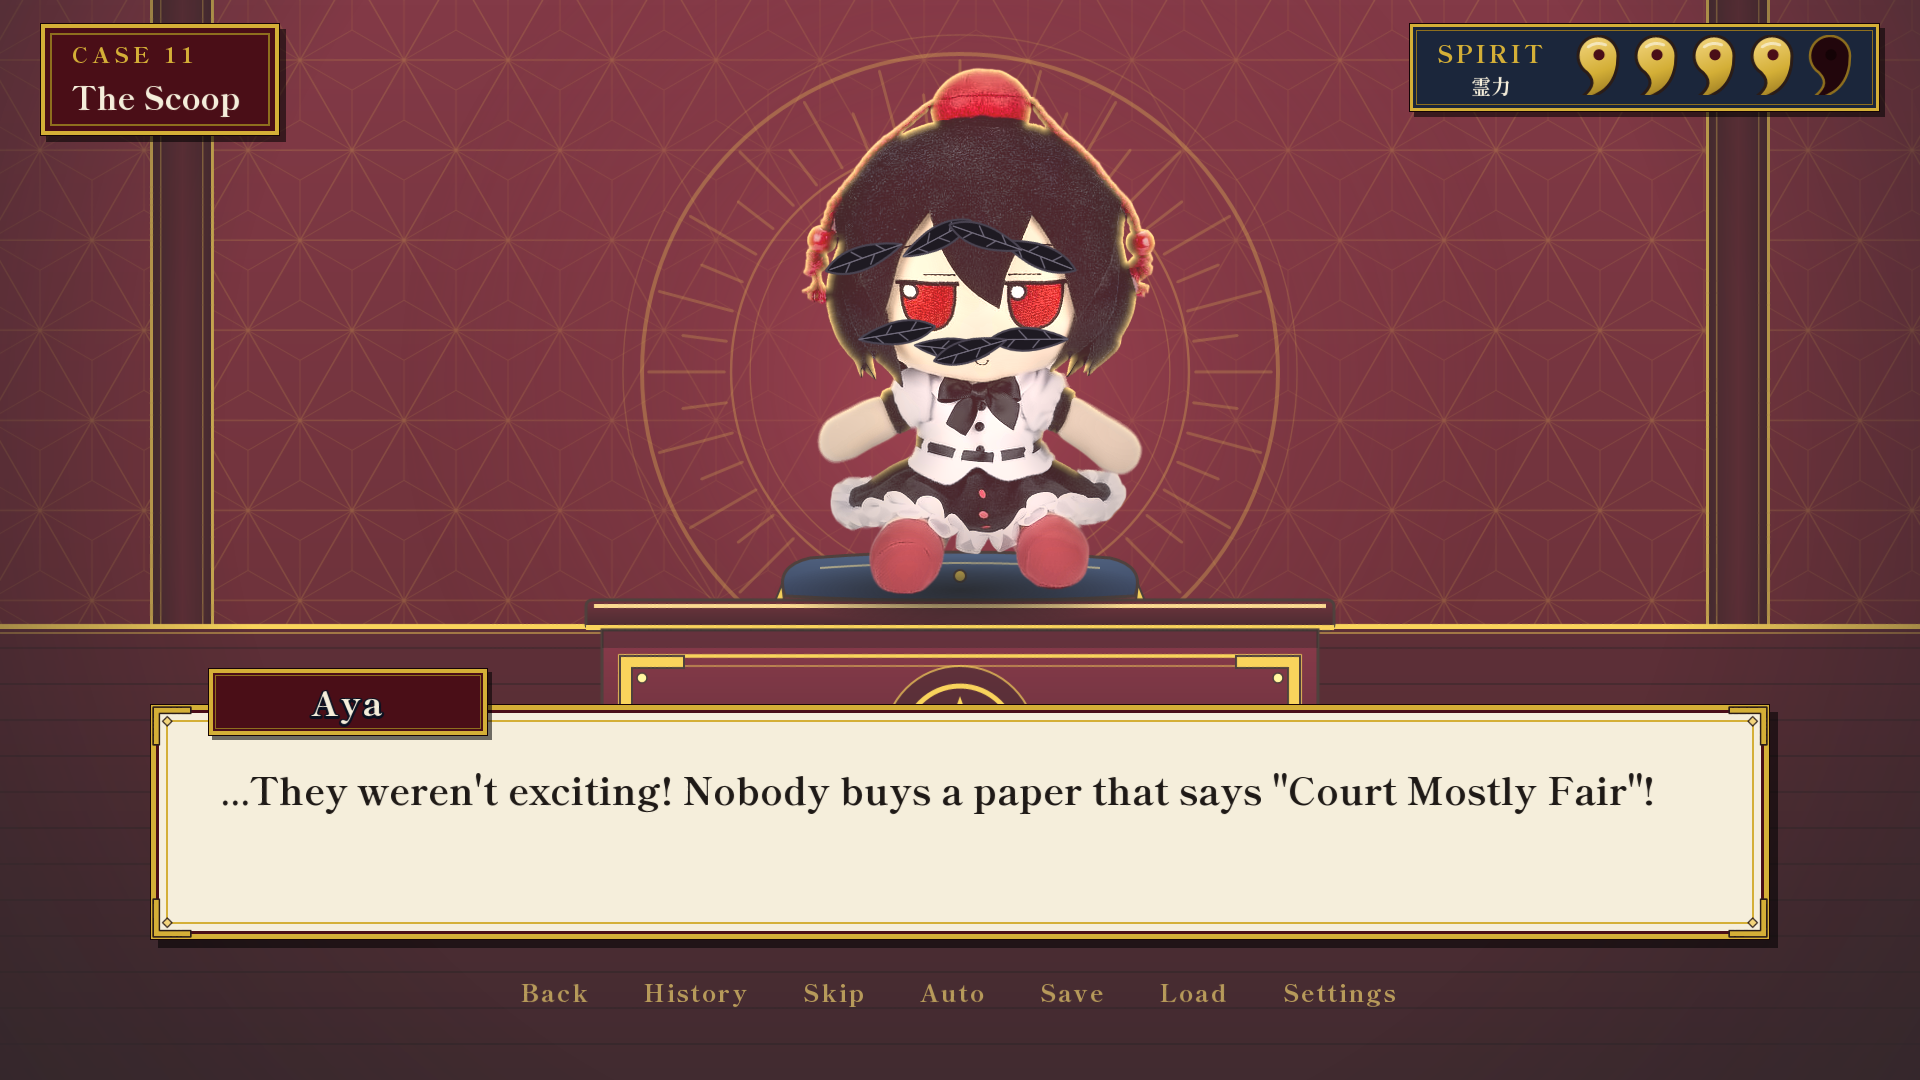 CASE 11
The Scoop
SPIRIT
霊力
Aya
...They weren't exciting! Nobody buys a paper that says "Court Mostly Fair"!
Back History Skip Auto Save Load Settings